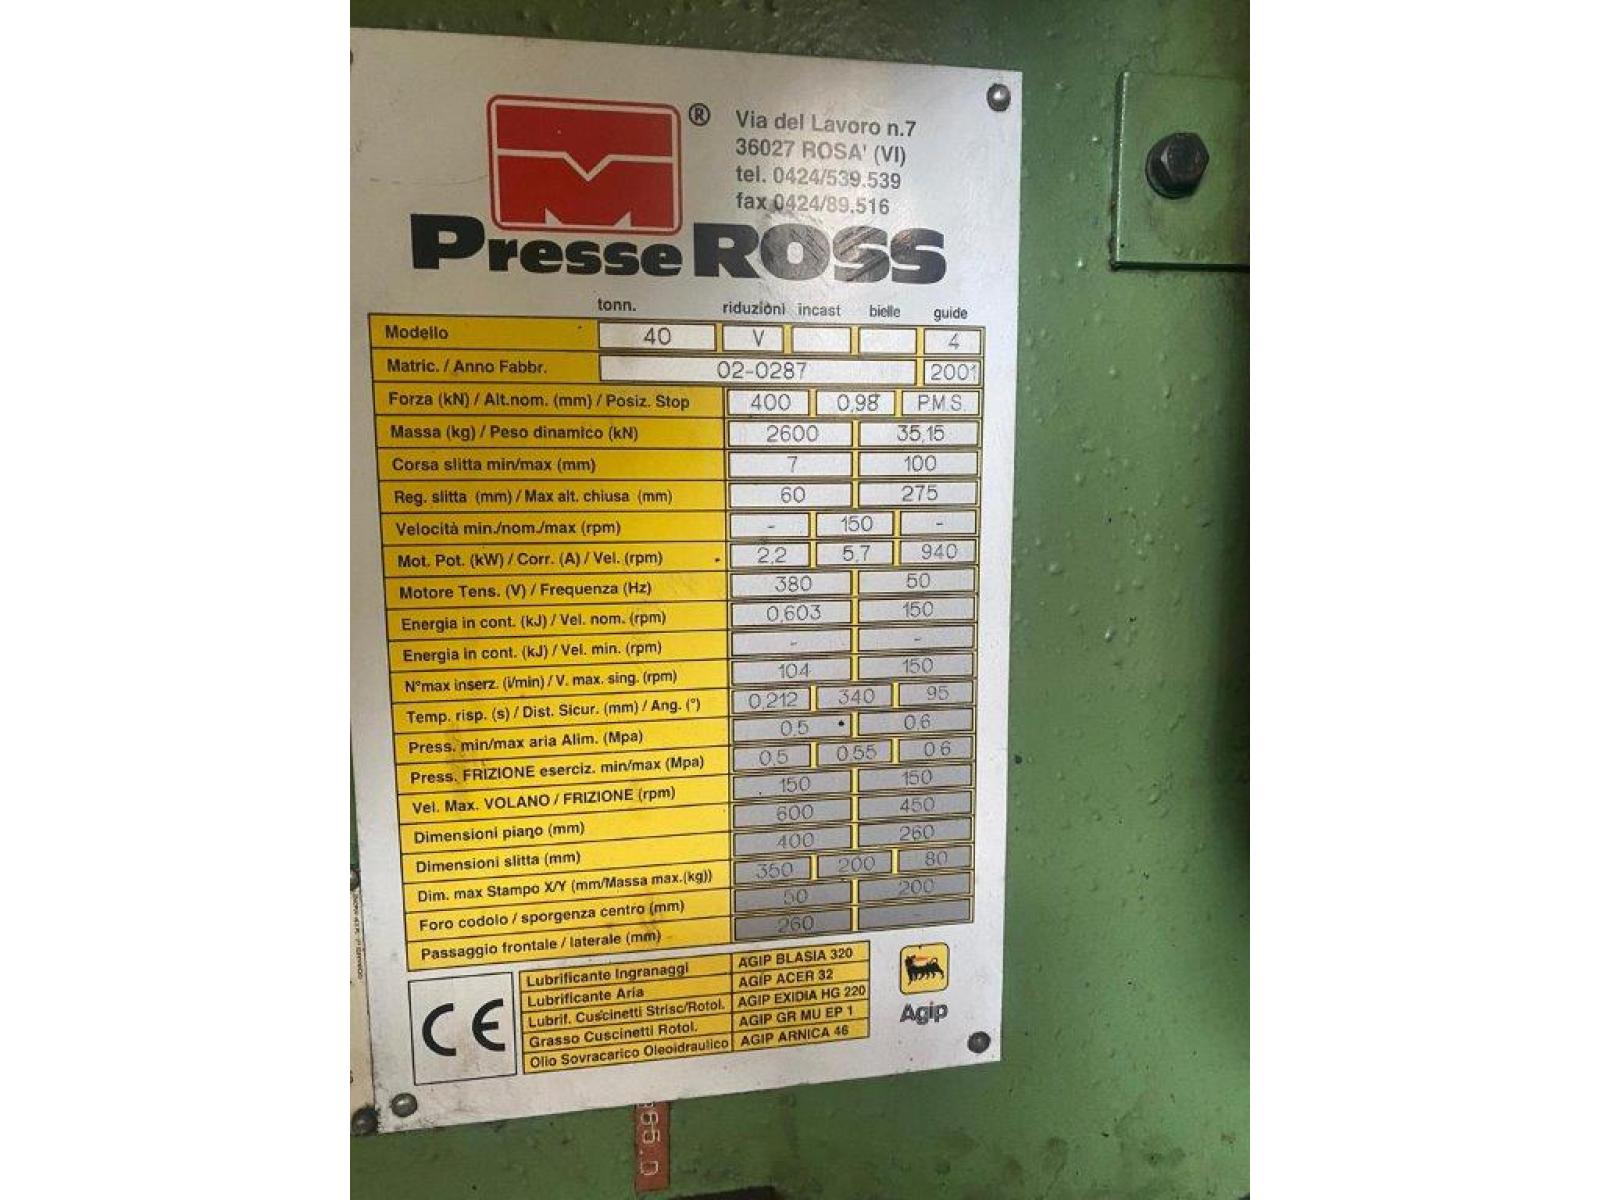 ®
Via del Lavoro n.7
36027 ROSA' (VI)
tel. 0424/539.539
fax 0424/89.516
Presse ROSS
tonn. riduzioni incast bielle guide
Modello 40 V 4
Matric. / Anno Fabbr. 02-0287 2001
Forza (kN) / Alt.nom. (mm) / Posiz. Stop 400 0,98 P.M.S.
Massa (kg) / Peso dinamico (kN) 2600 35,15
Corsa slitta min/max (mm) 7 100
Reg. slitta (mm) / Max alt. chiusa (mm) 60 275
Velocità min./nom./max (rpm) - 150 -
Mot. Pot. (kW) / Corr. (A) / Vel. (rpm) 2,2 5,7 940
Motore Tens. (V) / Frequenza (Hz) 380 50
Energia in cont. (kJ) / Vel. nom. (rpm) 0,603 150
Energia in cont. (kJ) / Vel. min. (rpm) - -
N°max inserz. (i/min) / V. max. sing. (rpm) 104 150
Temp. risp. (s) / Dist. Sicur. (mm) / Ang. (°) 0,212 340 95
Press. min/max aria Alim. (Mpa) 0,5 0,6
Press. FRIZIONE eserciz. min/max (Mpa) 0,5 0,55 0,6
Vel. Max. VOLANO / FRIZIONE (rpm) 150 150
Dimensioni piano (mm) 600 450
Dimensioni slitta (mm) 400 260
Dim. max Stampo X/Y (mm/Massa max.(kg)) 350 200 80
Foro codolo / sporgenza centro (mm) 50 200
Passaggio frontale / laterale (mm) 260 -
CE
Lubrificante Ingranaggi AGIP BLASIA 320
Lubrificante Aria AGIP ACER 32
Lubrif. Cuscinetti Strisc/Rotol. AGIP EXIDIA HG 220
Grasso Cuscinetti Rotol. AGIP GR MU EP 1
Olio Sovracarico Oleoidraulico AGIP ARNICA 46
Agip